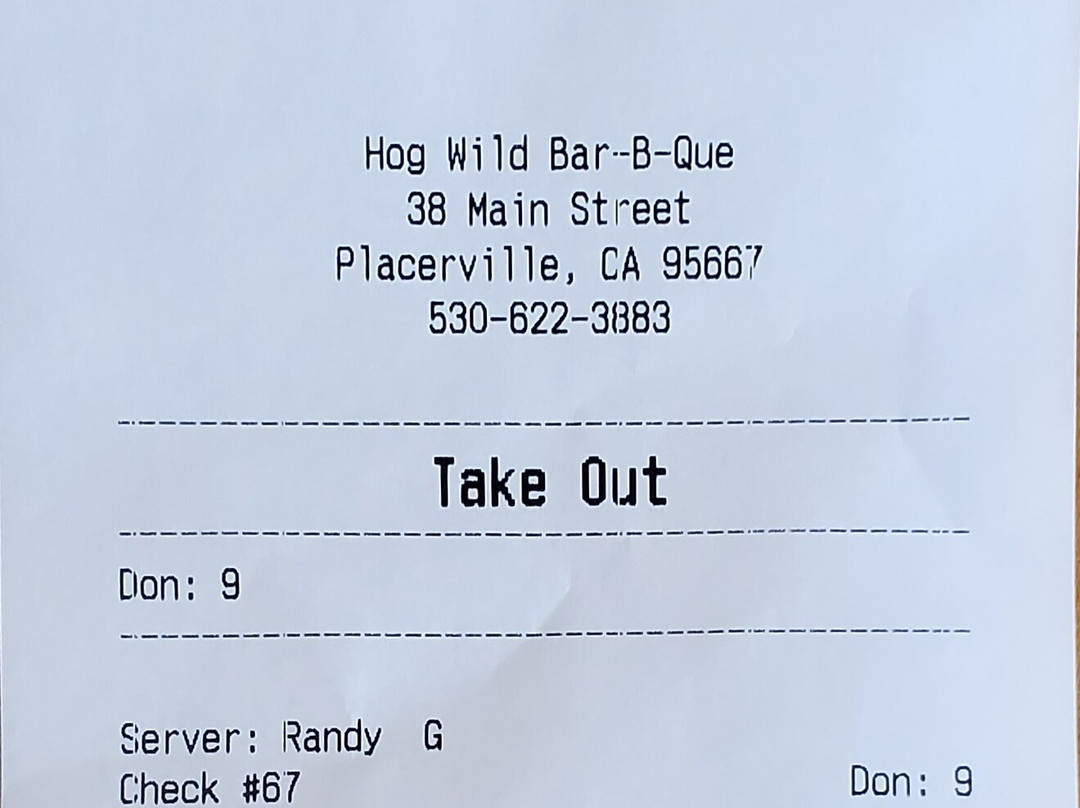 Hog Wild Bar-B-Que
38 Main Street
Placerville, CA 95667
530-622-3883
Take Out
Don: 9
Server: Randy G
Check #67 Don: 9